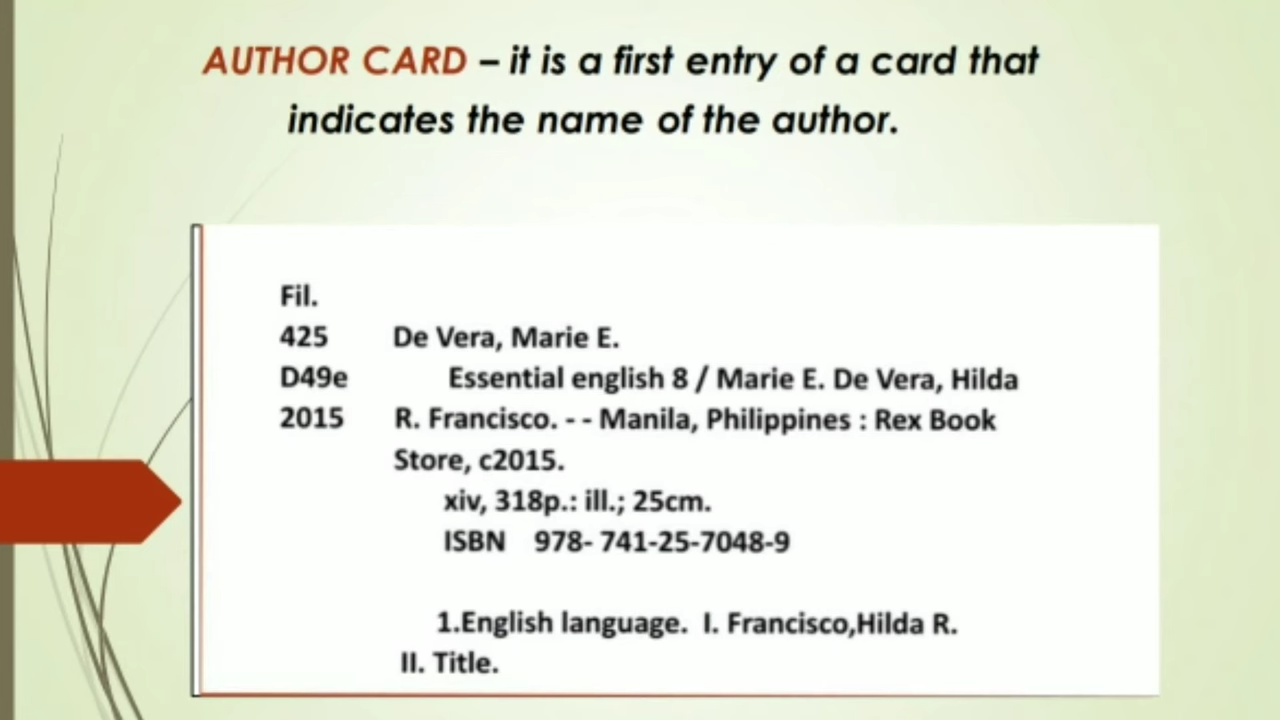 AUTHOR CARD – it is a first entry of a card that
indicates the name of the author.
Fil.
425 De Vera, Marie E.
D49e Essential english 8 / Marie E. De Vera, Hilda
2015 R. Francisco. - - Manila, Philippines : Rex Book
Store, c2015.
xiv, 318p.: ill.; 25cm.
ISBN 978- 741-25-7048-9
1.English language. I. Francisco,Hilda R.
II. Title.